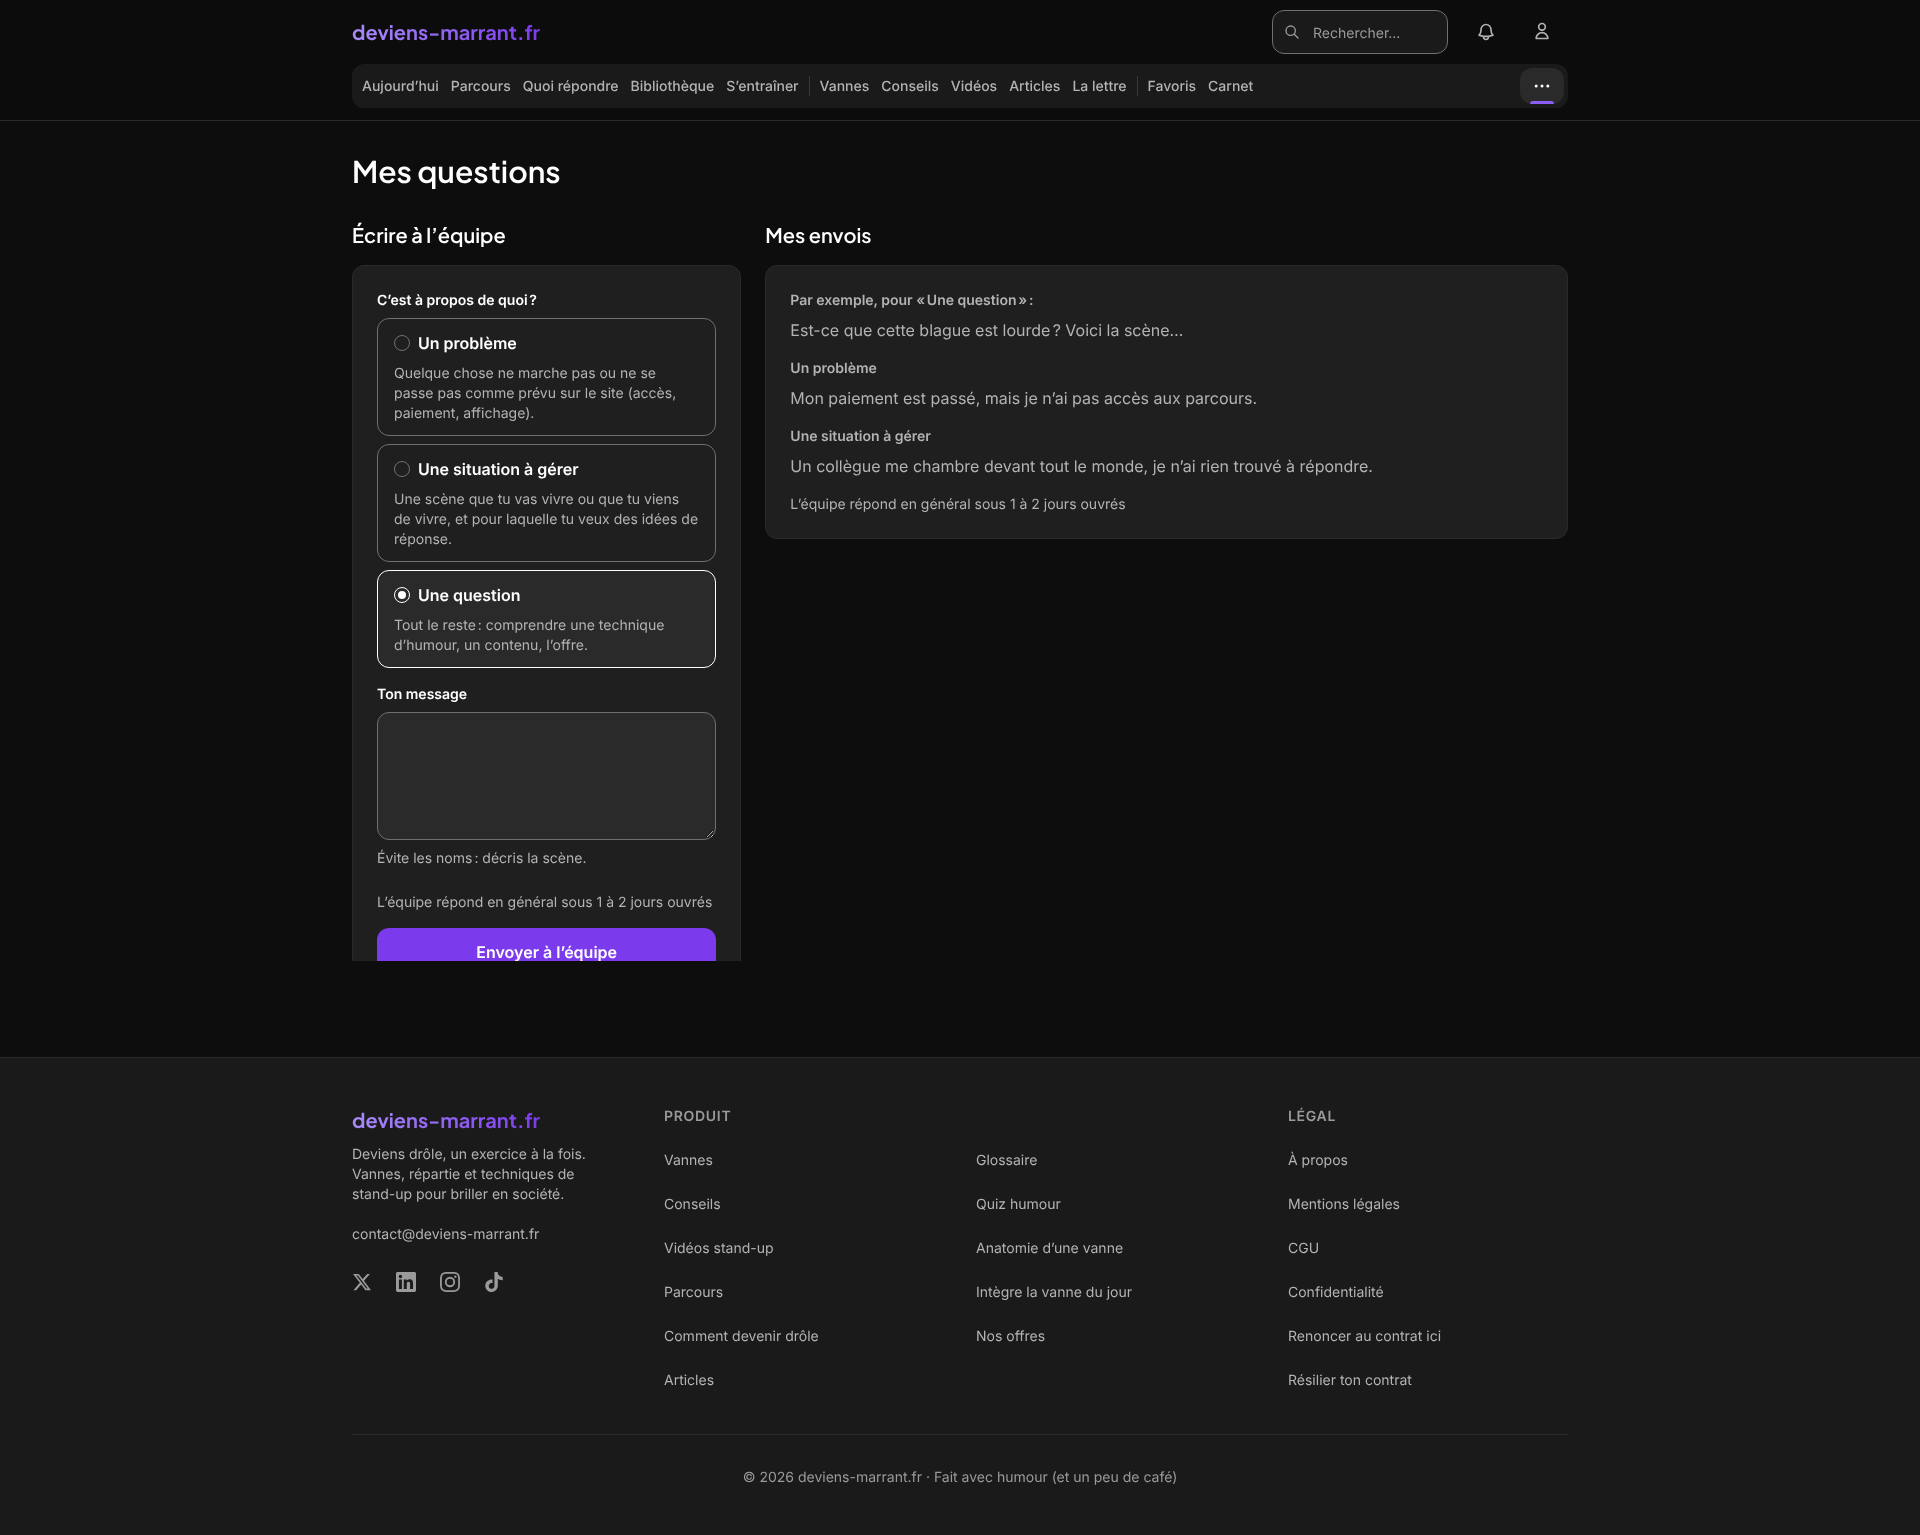 deviens-marrant.fr
Rechercher...
Aujourd’hui Parcours Quoi répondre Bibliothèque S’entraîner Vannes Conseils Vidéos Articles La lettre Favoris Carnet
Mes questions
Écrire à l’équipe
C’est à propos de quoi ?
Un problème
Quelque chose ne marche pas ou ne se
passe pas comme prévu sur le site (accès,
paiement, affichage).
Une situation à gérer
Une scène que tu vas vivre ou que tu viens
de vivre, et pour laquelle tu veux des idées de
réponse.
Une question
Tout le reste : comprendre une technique
d’humour, un contenu, l’offre.
Ton message
Évite les noms : décris la scène.
L’équipe répond en général sous 1 à 2 jours ouvrés
Envoyer à l’équipe
Mes envois
Par exemple, pour « Une question » :
Est-ce que cette blague est lourde ? Voici la scène…
Un problème
Mon paiement est passé, mais je n’ai pas accès aux parcours.
Une situation à gérer
Un collègue me chambre devant tout le monde, je n’ai rien trouvé à répondre.
L’équipe répond en général sous 1 à 2 jours ouvrés
deviens-marrant.fr
Deviens drôle, un exercice à la fois.
Vannes, répartie et techniques de
stand-up pour briller en société.
contact@deviens-marrant.fr
PRODUIT
Vannes
Conseils
Vidéos stand-up
Parcours
Comment devenir drôle
Articles
Glossaire
Quiz humour
Anatomie d’une vanne
Intègre la vanne du jour
Nos offres
LÉGAL
À propos
Mentions légales
CGU
Confidentialité
Renoncer au contrat ici
Résilier ton contrat
© 2026 deviens-marrant.fr · Fait avec humour (et un peu de café)